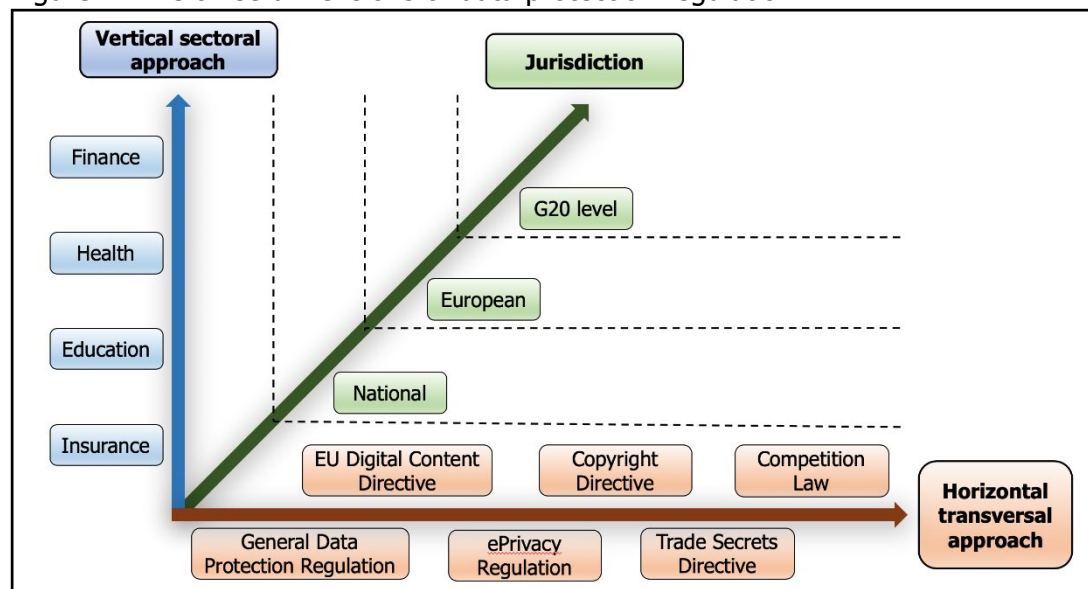 Vertical sectoral
approach
Jurisdiction
Finance
G20 level
Health
European
Education
National
Insurance
EU Digital Content
Directive
Copyright
Directive
Competition
Law
Horizontal
transversal
approach
General Data
Protection Regulation
ePrivacy
Regulation
Trade Secrets
Directive